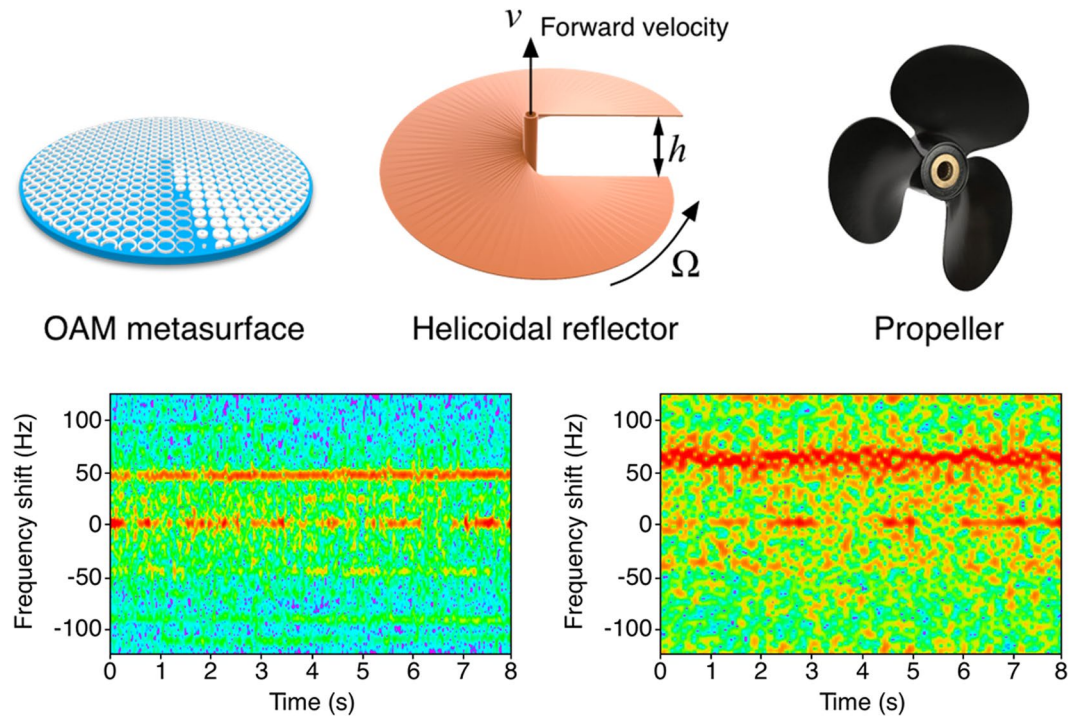 v
Forward velocity
h
Ω
OAM metasurface
Helicoidal reflector
Propeller
Frequency shift (Hz)
100
50
0
-50
-100
0 1 2 3 4 5 6 7 8
Time (s)
Frequency shift (Hz)
100
50
0
-50
-100
0 1 2 3 4 5 6 7 8
Time (s)